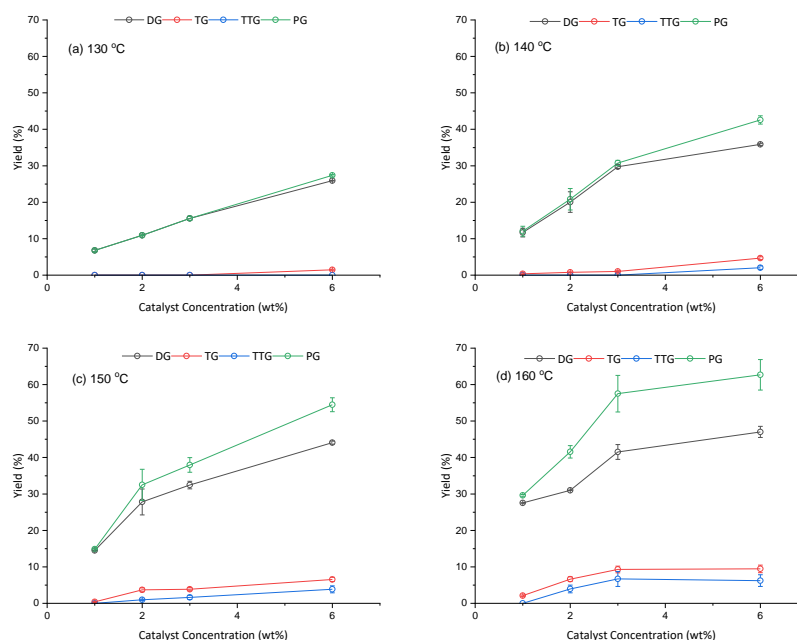 DG TG TTG PG
(a) 130 °C
70
60
50
40
30
20
10
0
Yield (%)
0 2 4 6
Catalyst Concentration (wt%)
DG TG TTG PG
(b) 140 °C
70
60
50
40
30
20
10
0
Yield (%)
0 2 4 6
Catalyst Concentration (wt%)
DG TG TTG PG
(c) 150 °C
70
60
50
40
30
20
10
0
Yield (%)
0 2 4 6
Catalyst Concentration (wt%)
DG TG TTG PG
(d) 160 °C
70
60
50
40
30
20
10
0
Yield (%)
0 2 4 6
Catalyst Concentration (wt%)